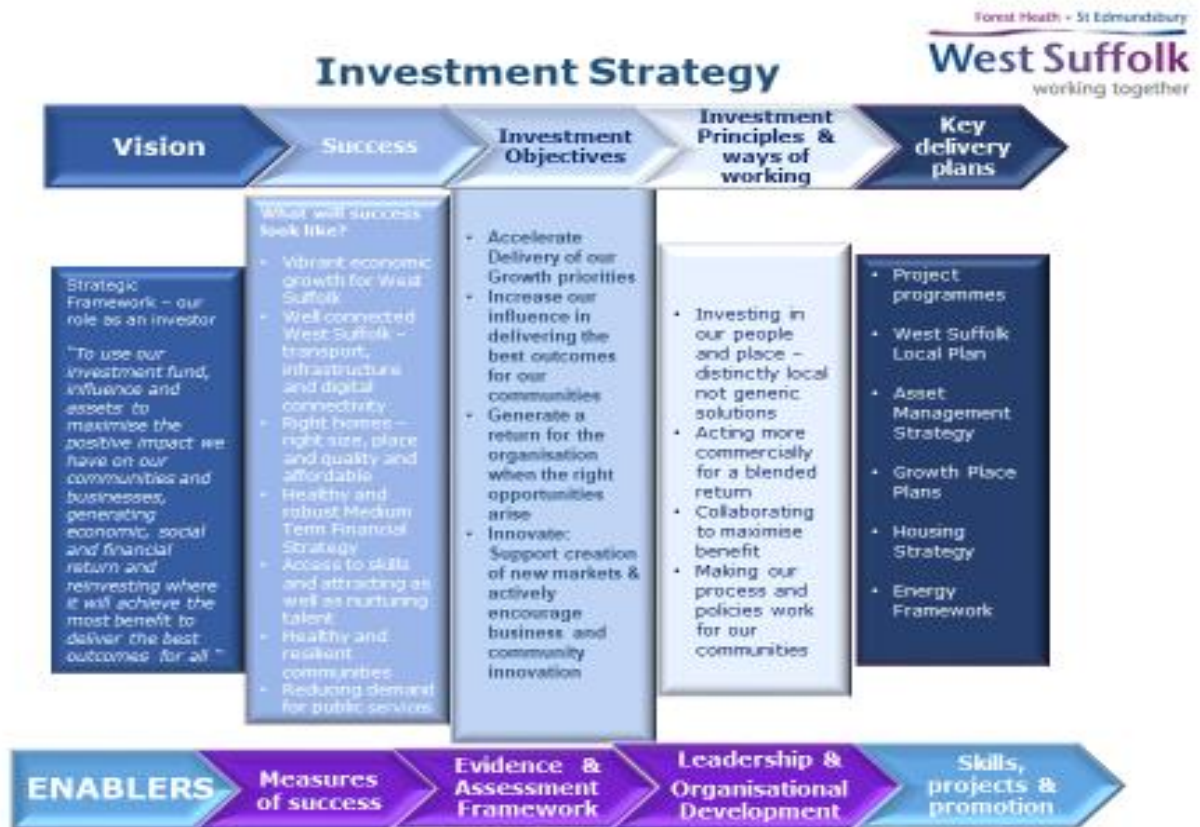 Forest Heath • St Edmundsbury
West Suffolk
working together
Investment Strategy
Vision
Success
Investment
Objectives
Investment
Principles &
ways of
working
Key
delivery
plans
Strategic
Framework – our
role as an investor
"To use our
investment fund,
influence and
assets to
maximise the
positive impact we
have on our
communities and
businesses,
generating
economic, social
and financial
return and
reinvesting where
it will achieve the
most benefit to
deliver the best
outcomes for all "
What will success
look like?
• Vibrant economic
growth for West
Suffolk
• Well connected
West Suffolk –
transport,
infrastructure
and digital
connectivity
• Right homes –
right size, place
and quality and
affordable
• Healthy and
robust Medium
Term Financial
Strategy
• Access to skills
and attracting as
well as nurturing
talent
• Healthy and
resilient
communities
• Reducing demand
for public services
• Accelerate
Delivery of our
Growth priorities
• Increase our
influence in
delivering the
best outcomes
for our
communities
• Generate a
return for the
organisation
when the right
opportunities
arise
• Innovate:
Support creation
of new markets &
actively
encourage
business and
community
innovation
• Investing in
our people
and place –
distinctly local
not generic
solutions
• Acting more
commercially
for a blended
return
• Collaborating
to maximise
benefit
• Making our
process and
policies work
for our
communities
• Project
programmes
• West Suffolk
Local Plan
• Asset
Management
Strategy
• Growth Place
Plans
• Housing
Strategy
• Energy
Framework
ENABLERS
Measures
of success
Evidence &
Assessment
Framework
Leadership &
Organisational
Development
Skills,
projects &
promotion